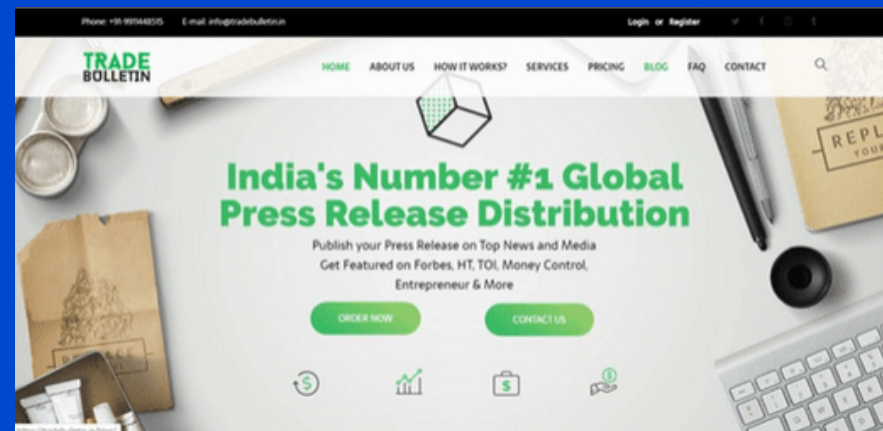 Phone: +91-9911448515 E-mail: info@tradebulletin.in
Login or Register
TRADE
BULLETIN
HOME ABOUT US HOW IT WORKS? SERVICES PRICING BLOG FAQ CONTACT
REPL
YOUR
India's Number #1 Global
Press Release Distribution
Publish your Press Release on Top News and Media
Get Featured on Forbes, HT, TOI, Money Control,
Entrepreneur & More
ORDER NOW CONTACT US